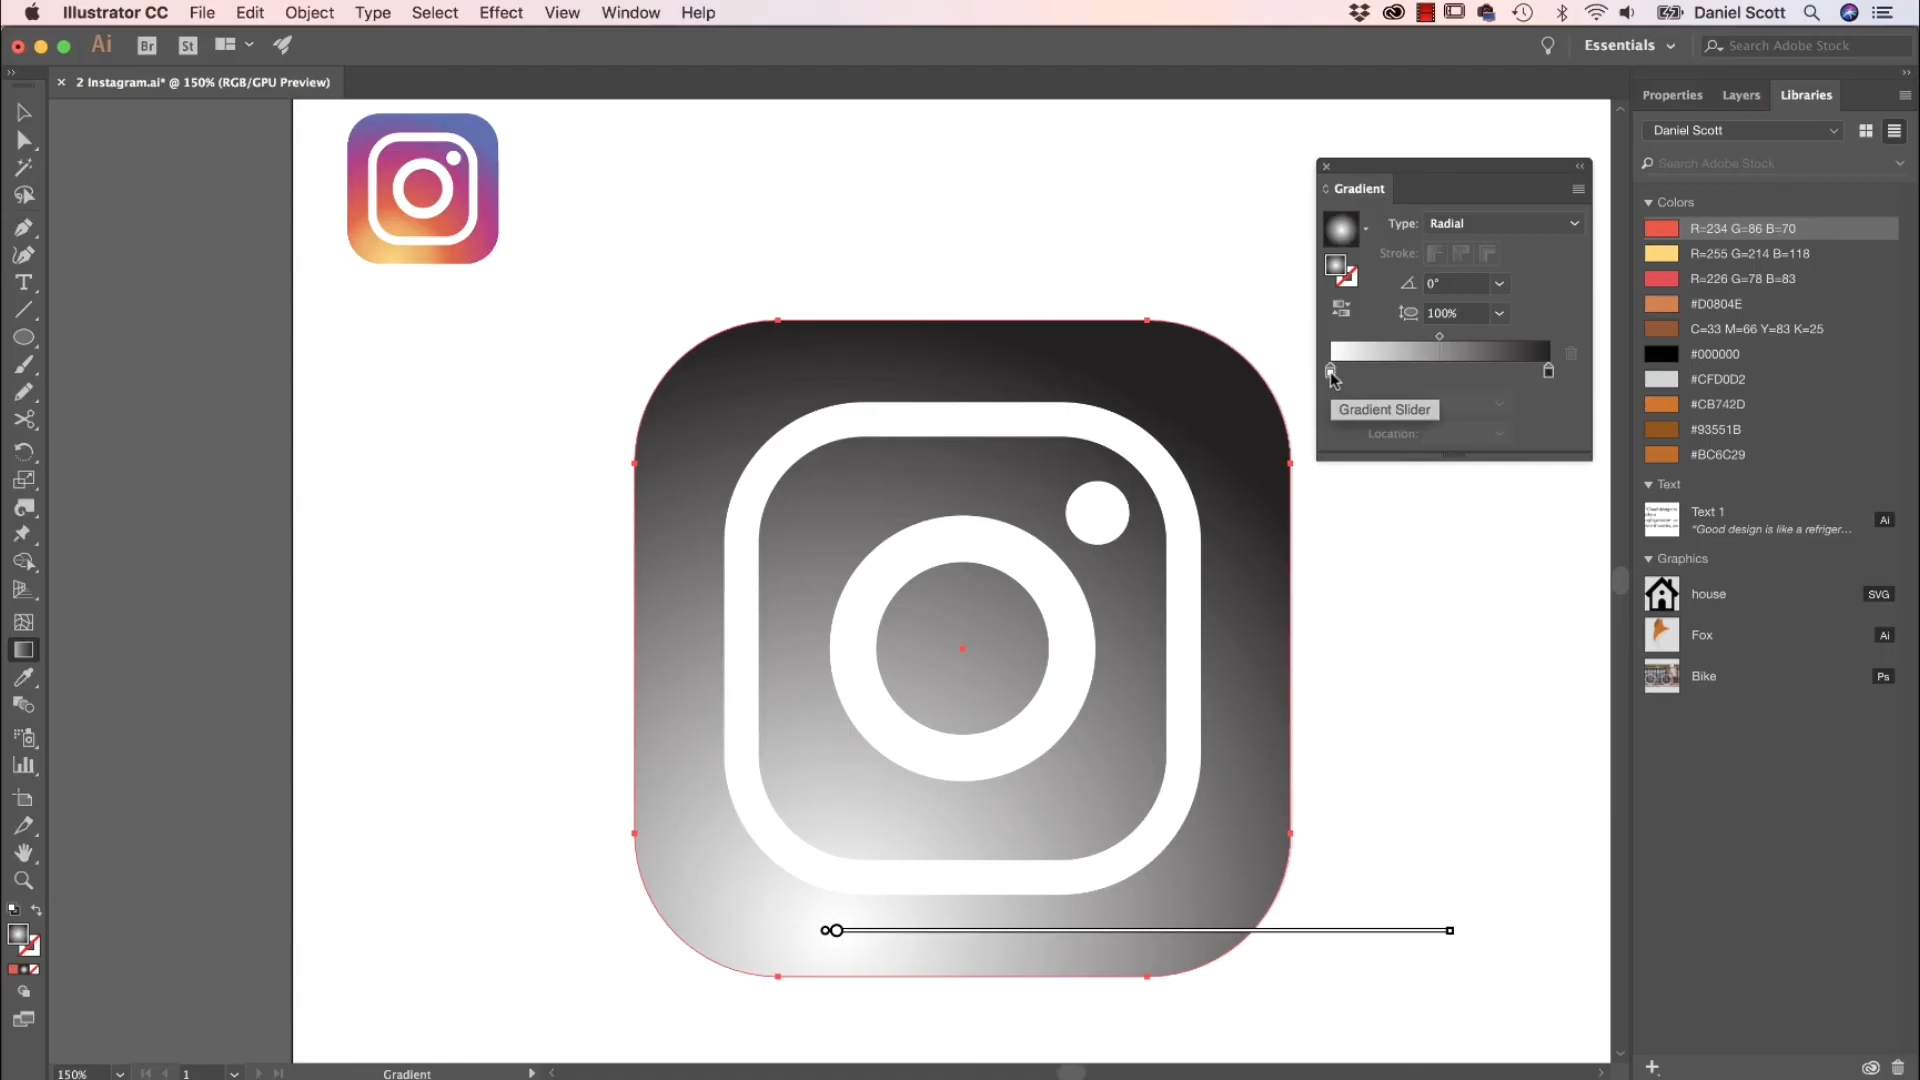 Illustrator CC File Edit Object Type Select Effect View Window Help Daniel Scott
Ai Br St Essentials Search Adobe Stock
2 Instagram.ai* @ 150% (RGB/GPU Preview)
Properties Layers Libraries
Daniel Scott
Search Adobe Stock
Gradient
Type: Radial
Stroke:
0°
100%
Gradient Slider
Location:
Colors
R=234 G=86 B=70
R=255 G=214 B=118
R=226 G=78 B=83
#D0804E
C=33 M=66 Y=83 K=25
#000000
#CFD0D2
#CB742D
#93551B
#BC6C29
Text
Text 1 Ai
"Good design is like a refriger...
Graphics
house SVG
Fox Ai
Bike Ps
150% 1 Gradient